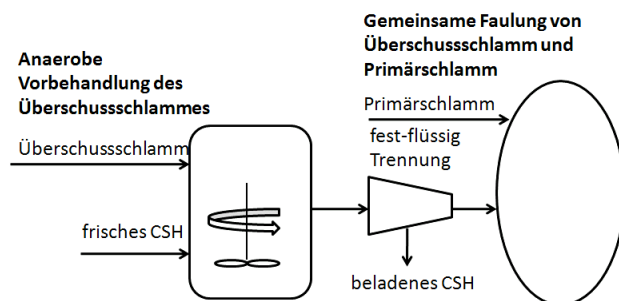 Anaerobe
Vorbehandlung des
Überschussschlammes
Überschussschlamm
frisches CSH
Gemeinsame Faulung von
Überschussschlamm und
Primärschlamm
Primärschlamm
fest-flüssig
Trennung
beladenes CSH